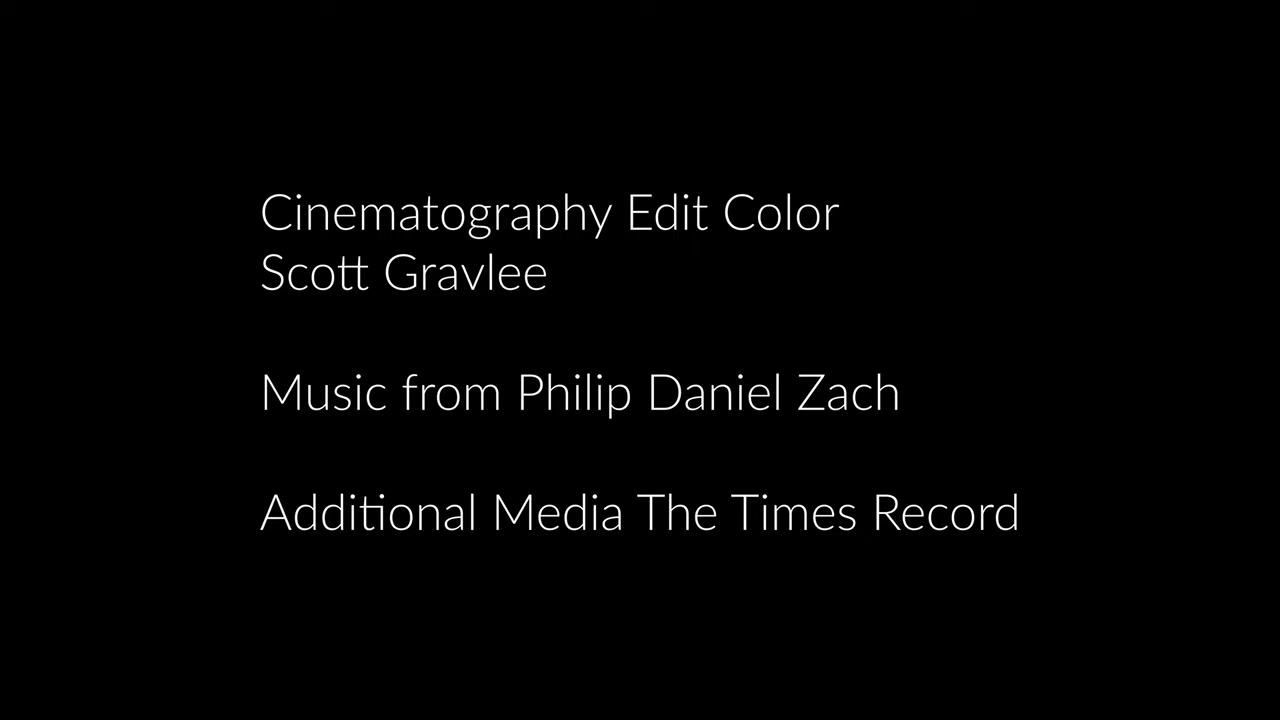 Cinematography Edit Color
Scott Gravlee
Music from Philip Daniel Zach
Additional Media The Times Record